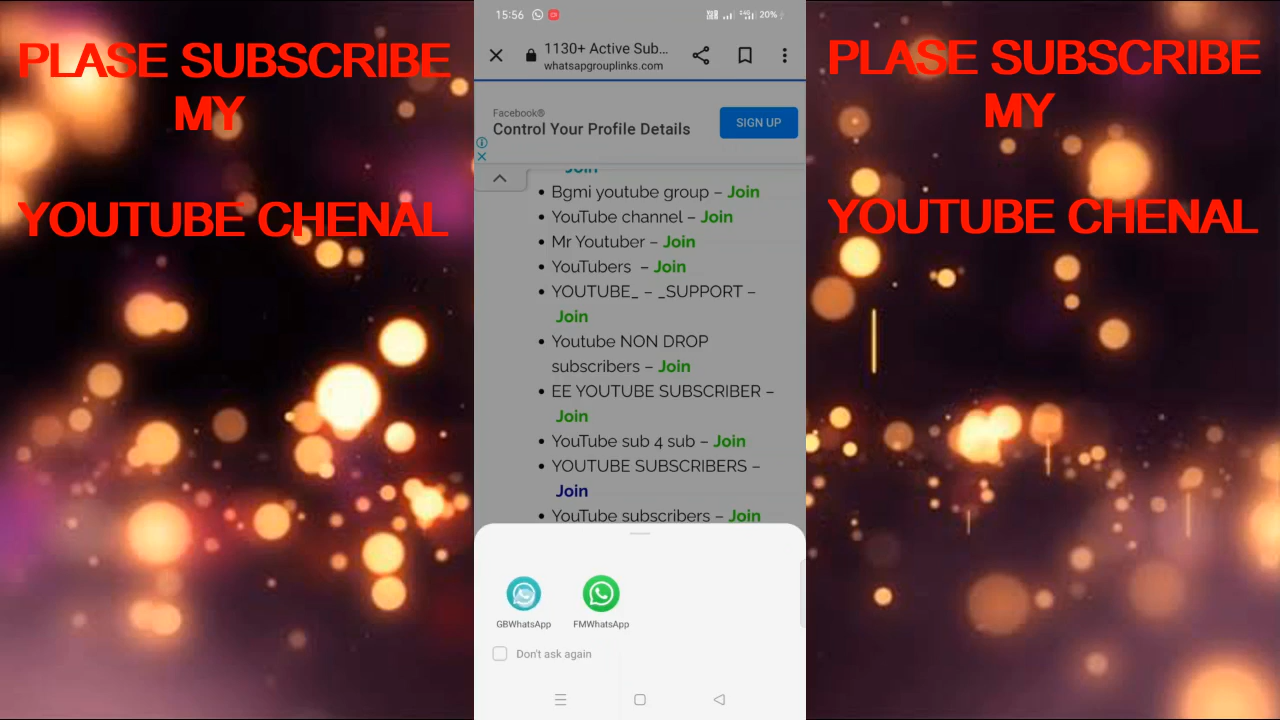 PLASE SUBSCRIBE
MY
YOUTUBE CHENAL
15:56
20%
1130+ Active Sub...
whatsapgrouplinks.com
Facebook®
Control Your Profile Details
SIGN UP
Join
• Bgmi youtube group – Join
• YouTube channel – Join
• Mr Youtuber – Join
• YouTubers – Join
• YOUTUBE_ – _SUPPORT –
Join
• Youtube NON DROP
subscribers – Join
• EE YOUTUBE SUBSCRIBER –
Join
• YouTube sub 4 sub – Join
• YOUTUBE SUBSCRIBERS –
Join
• YouTube subscribers – Join
GBWhatsApp
FMWhatsApp
Don't ask again
PLASE SUBSCRIBE
MY
YOUTUBE CHENAL